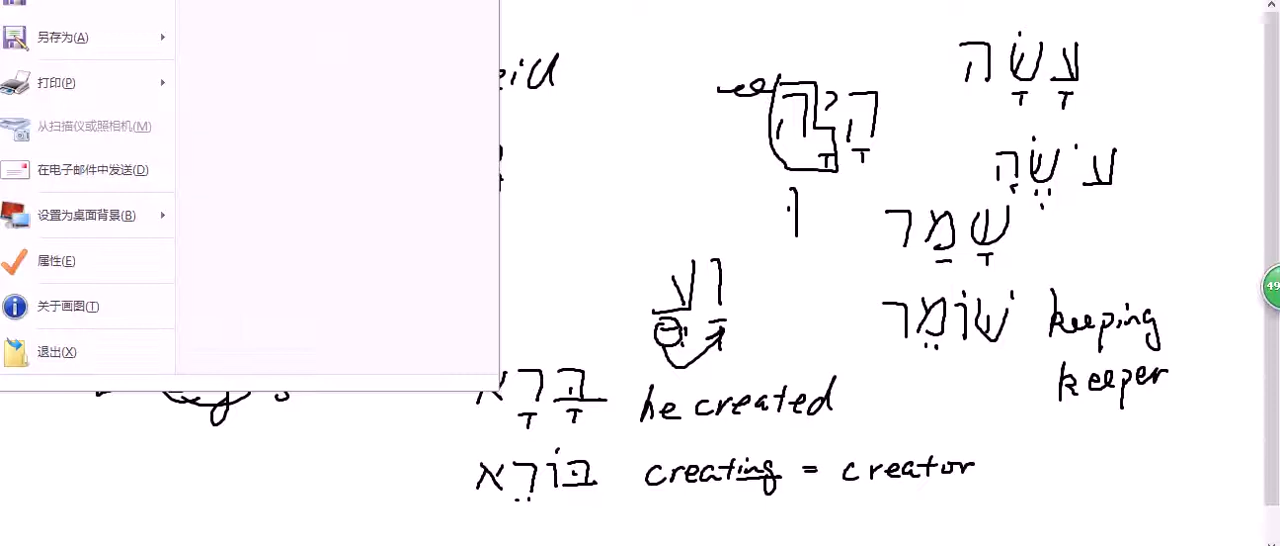 另存为(A)
打印(P)
从扫描仪或照相机(M)
在电子邮件中发送(D)
设置为桌面背景(B)
属性(E)
关于画图(T)
退出(X)
עָשָׂה
עֹשֶׂה
שָׁמַר
שׁוֹמֵר keeping
keeper
וּ
בָּרָא he created
בּוֹרֵא creating = creator
49